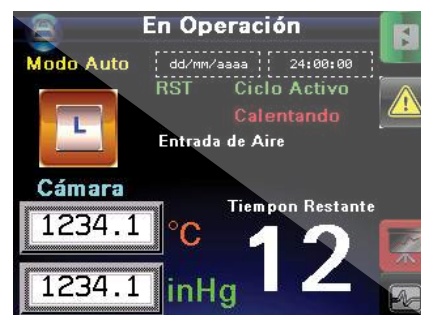 En Operación
Modo Auto
dd/mm/aaaa 24:00:00
RST Ciclo Activo
Calentando
L
Entrada de Aire
Cámara
Tiempon Restante
1234.1 °C
12
1234.1 inHg